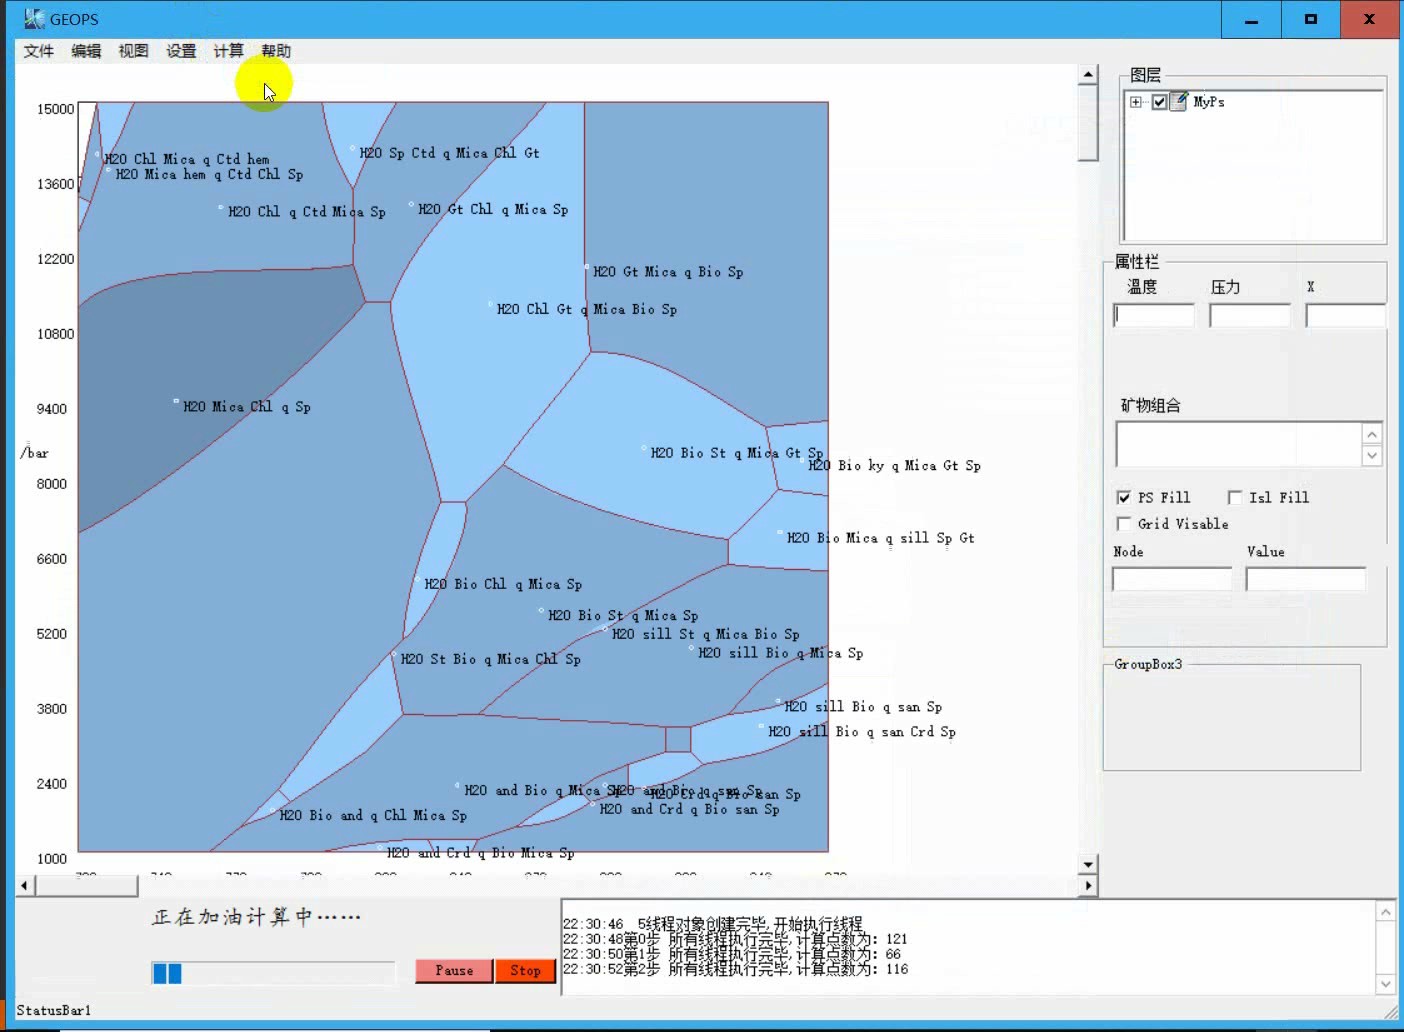 GEOPS
文件 编辑 视图 设置 计算 帮助
15000
13600
12200
10800
9400
/bar
8000
6600
5200
3800
2400
1000
H2O Chl Mica q Ctd hem
H2O Mica hem q Ctd Chl Sp
H2O Sp Ctd q Mica Chl Gt
H2O Chl q Ctd Mica Sp
H2O Gt Chl q Mica Sp
H2O Gt Mica q Bio Sp
H2O Chl Gt q Mica Bio Sp
H2O Mica Chl q Sp
H2O Bio St q Mica Gt Sp
H2O Bio ky q Mica Gt Sp
H2O Bio Mica q sill Sp Gt
H2O Bio Chl q Mica Sp
H2O Bio St q Mica Sp
H2O sill St q Mica Bio Sp
H2O sill Bio q Mica Sp
H2O St Bio q Mica Chl Sp
H2O sill Bio q san Sp
H2O sill Bio q san Crd Sp
H2O and Bio q Mica Sp
H2O and Crd q Bio san Sp
H2O Bio and q Chl Mica Sp
H2O and Crd q Bio Mica Sp
图层
MyPs
属性栏
温度 压力 X
矿物组合
PS Fill Isl Fill
Grid Visable
Node Value
GroupBox3
正在加油计算中……
Pause Stop
22:30:46 5线程对象创建完毕,开始执行线程
22:30:48第0步 所有线程执行完毕,计算点数为: 121
22:30:50第1步 所有线程执行完毕,计算点数为: 66
22:30:52第2步 所有线程执行完毕,计算点数为: 116
StatusBar1